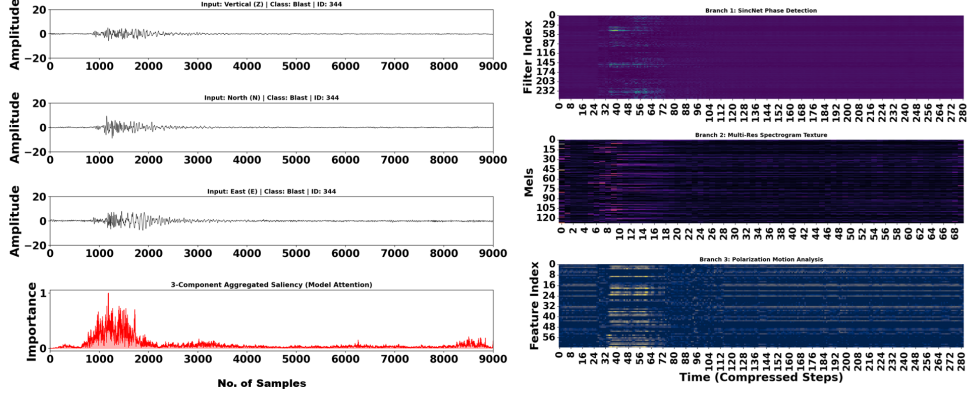 Input: Vertical (Z) | Class: Blast | ID: 344
Amplitude
20
0
−20
0 1000 2000 3000 4000 5000 6000 7000 8000 9000
Input: North (N) | Class: Blast | ID: 344
Amplitude
20
0
−20
0 1000 2000 3000 4000 5000 6000 7000 8000 9000
Input: East (E) | Class: Blast | ID: 344
Amplitude
20
0
−20
0 1000 2000 3000 4000 5000 6000 7000 8000 9000
3-Component Aggregated Saliency (Model Attention)
Importance
1
0
0 1000 2000 3000 4000 5000 6000 7000 8000 9000
No. of Samples
Branch 1: SincNet Phase Detection
Filter Index
0
29
58
87
116
145
174
203
232
0 8 16 24 32 40 48 56 64 72 80 88 96 104 112 120 128 136 144 152 160 168 176 184 192 200 208 216 224 232 240 248 256 264 272 280
Branch 2: Multi-Res Spectrogram Texture
Mels
0
15
30
45
60
75
90
105
120
0 2 4 6 8 10 12 14 16 18 20 22 24 26 28 30 32 34 36 38 40 42 44 46 48 50 52 54 56 58 60 62 64 66 68
Branch 3: Polarization Motion Analysis
Feature Index
0
8
16
24
32
40
48
56
0 8 16 24 32 40 48 56 64 72 80 88 96 104 112 120 128 136 144 152 160 168 176 184 192 200 208 216 224 232 240 248 256 264 272 280
Time (Compressed Steps)